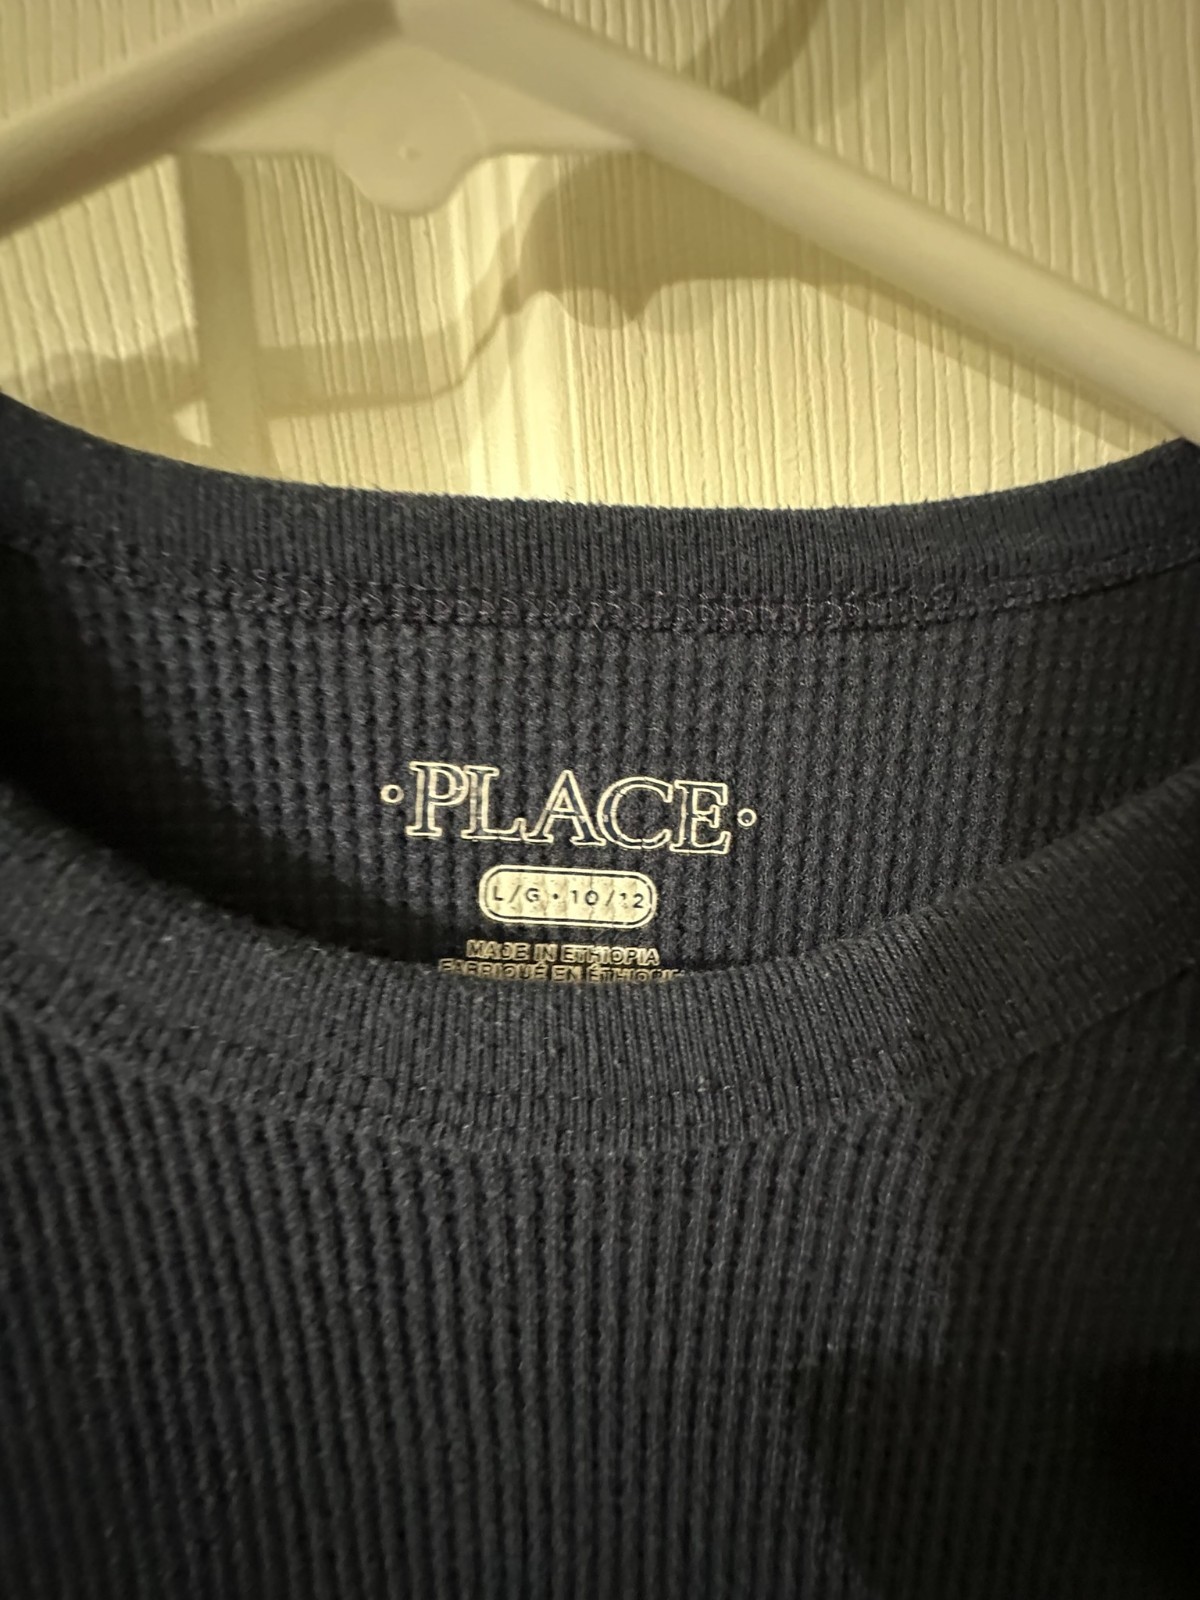 ·PLACE·
L/G • 10/12
MADE IN ETHIOPIA
FABRIQUÉ EN